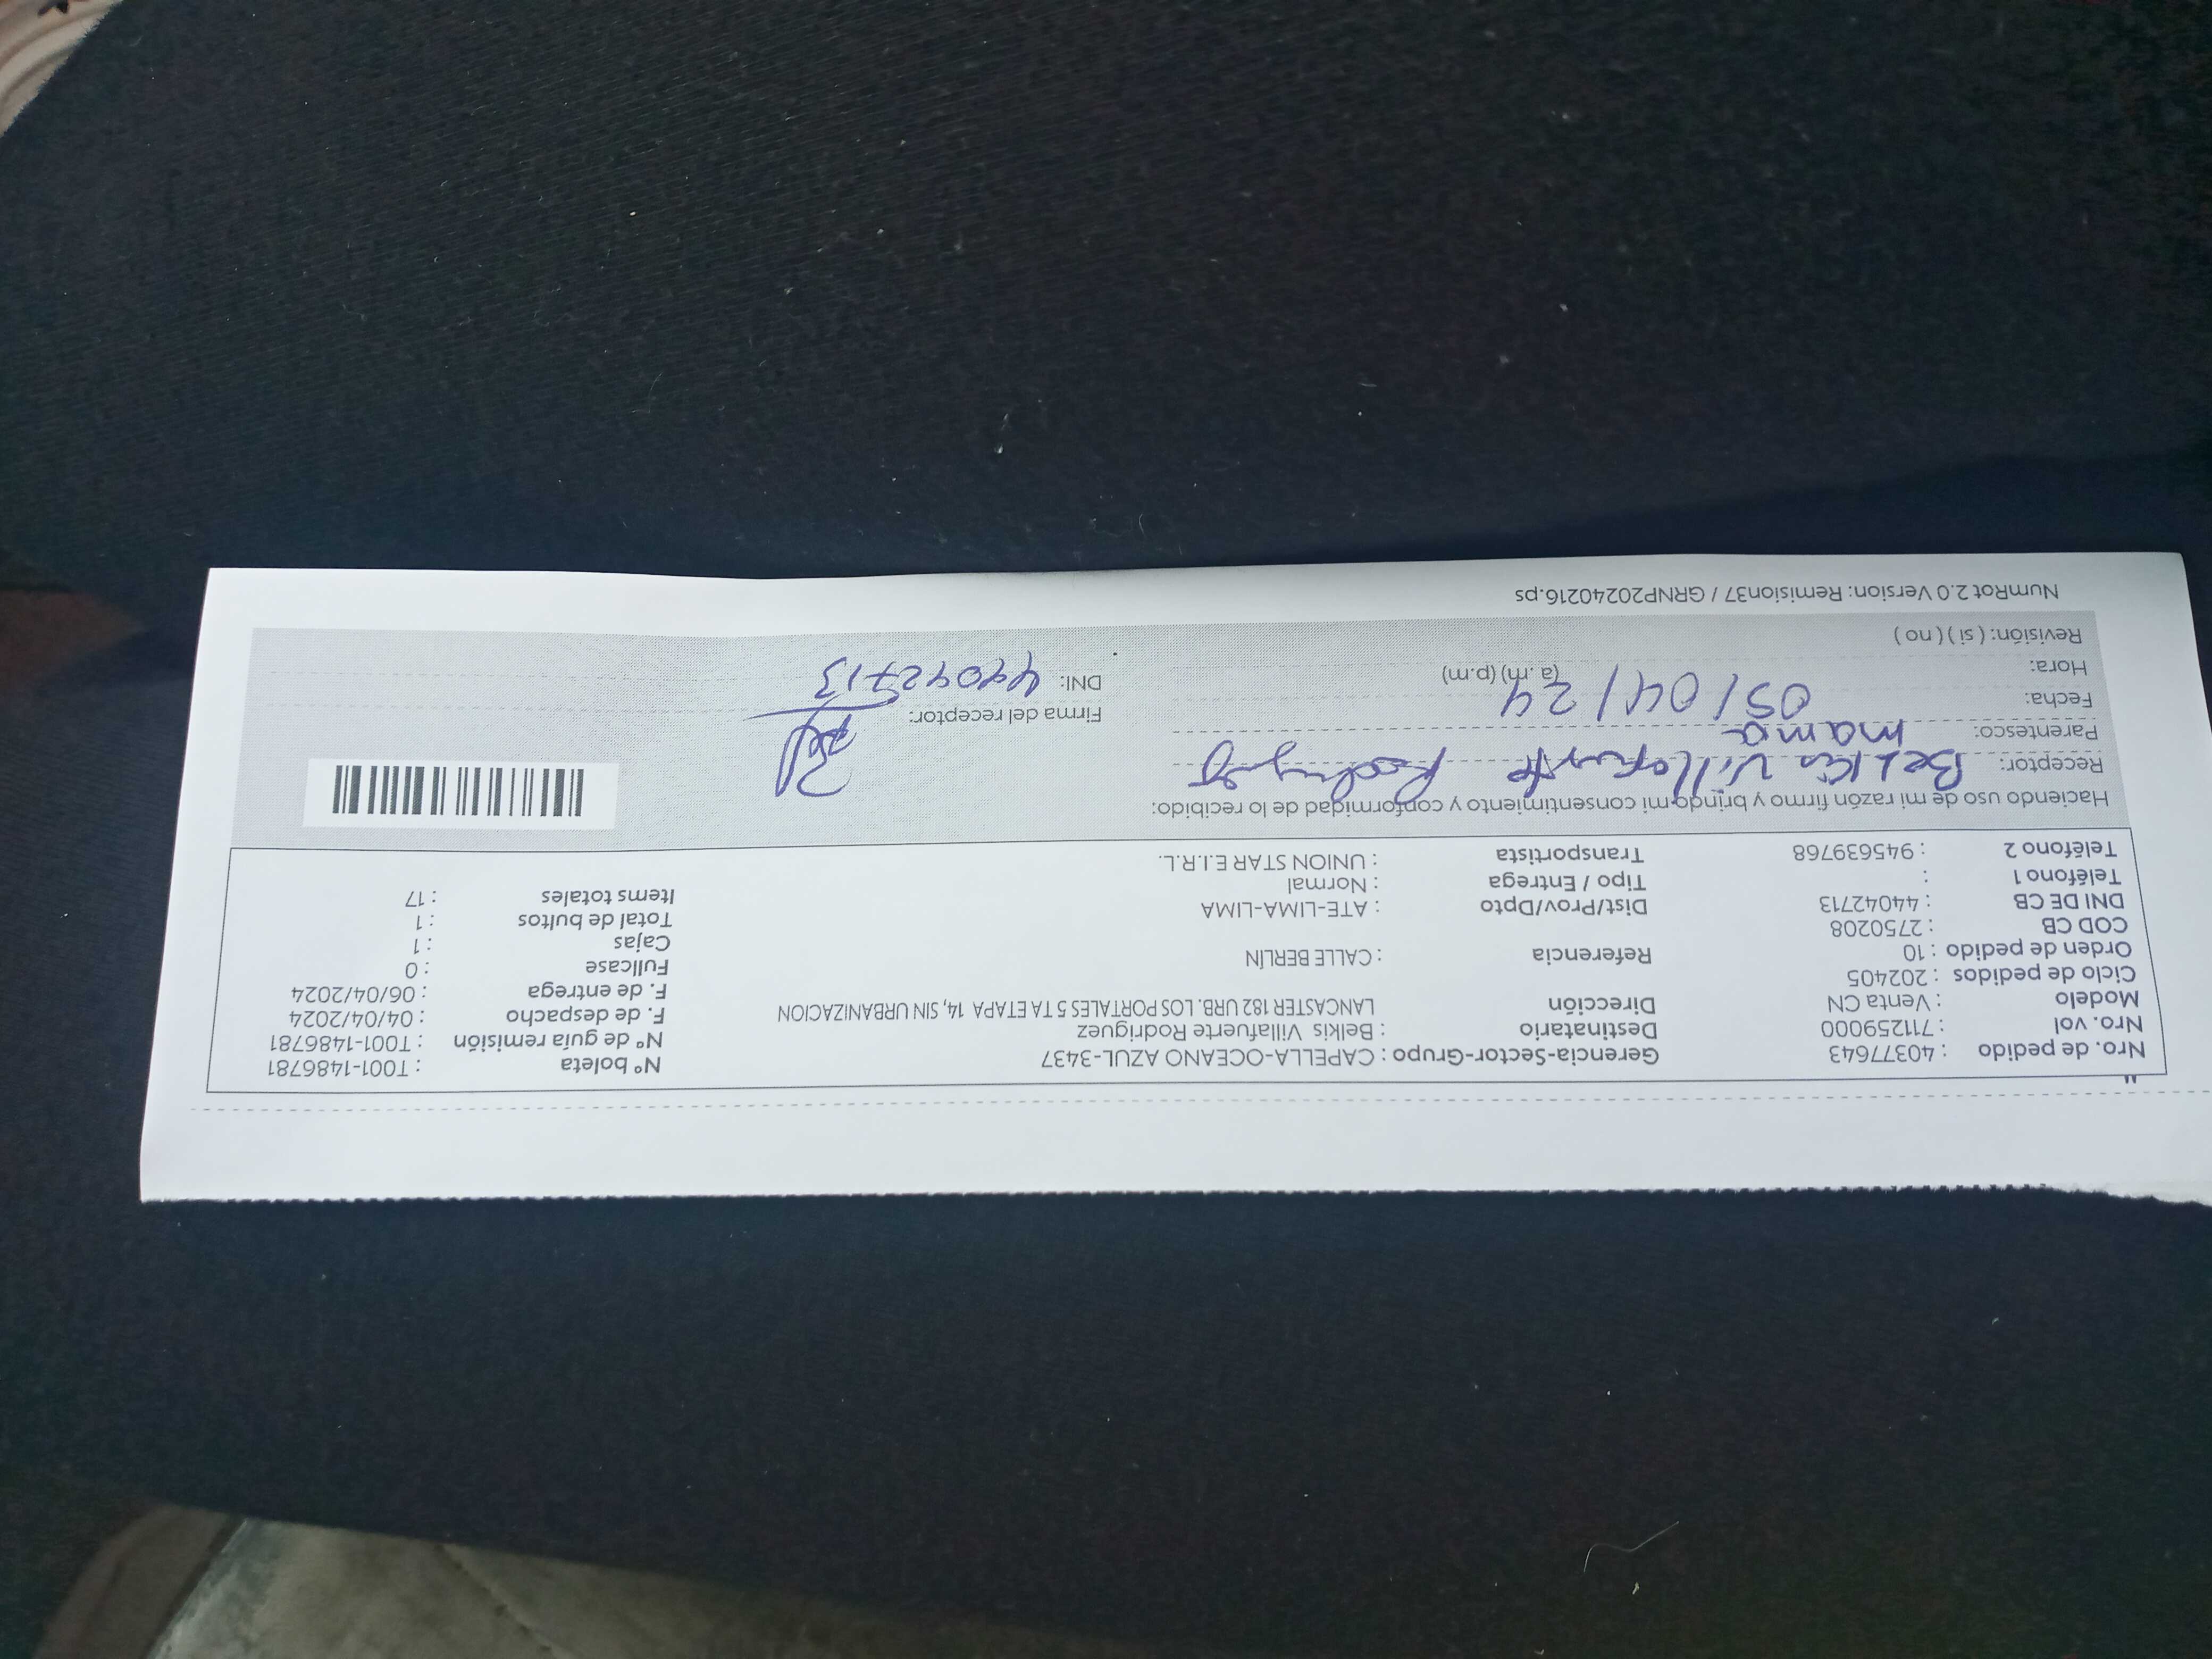 "
Nro. de pedido : 40377643 Gerencia-Sector-Grupo : CAPELLA-OCEANO AZUL-3437 N° boleta : T001-1486781
Nro. vol : 711259000 Destinatario : Belkis Villafuerte Rodriguez N° de guía remisión : T001-1486781
Modelo : Venta CN Dirección LANCASTER 182 URB. LOS PORTALES 5 TA ETAPA 14, SIN URBANIZACION F. de despacho : 04/04/2024
Ciclo de pedidos : 202405 F. de entrega : 06/04/2024
Orden de pedido : 10 Referencia : CALLE BERLÍN Fullcase : 0
COD CB : 2750208 Cajas : 1
DNI DE CB : 44042713 Dist/Prov/Dpto : ATE-LIMA-LIMA Total de bultos : 1
Teléfono 1 : Tipo / Entrega : Normal Items totales : 17
Teléfono 2 : 945639768 Transportista : UNION STAR E.I.R.L.
Haciendo uso de mi razón firmo y brindo mi consentimiento y conformidad de lo recibido:
Receptor: Belkis Villafuerte Rodriguez
Parentesco: mama
Fecha: 05/04/24 Firma del receptor:
Hora: (a.m) (p.m) DNI: 44042713
Revisión: ( si ) ( no )
NumRot 2.0 Version: Remision37 / GRNP20240216.ps